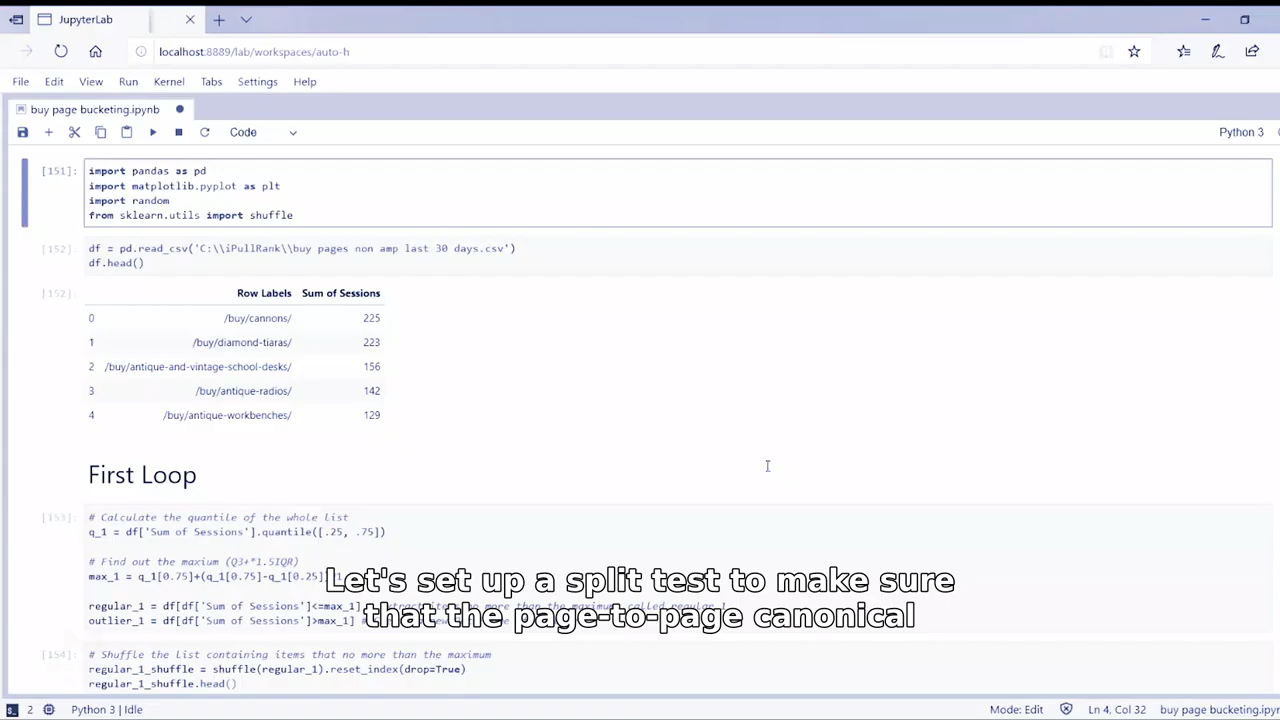 JupyterLab
localhost:8889/lab/workspaces/auto-h
File Edit View Run Kernel Tabs Settings Help
buy page bucketing.ipynb
Code
Python 3
[151]:
import pandas as pd
import matplotlib.pyplot as plt
import random
from sklearn.utils import shuffle
[152]:
df = pd.read_csv('C:\\iPullRank\\buy pages non amp last 30 days.csv')
df.head()
[152]:
Row Labels Sum of Sessions
0 /buy/cannons/ 225
1 /buy/diamond-tiaras/ 223
2 /buy/antique-and-vintage-school-desks/ 156
3 /buy/antique-radios/ 142
4 /buy/antique-workbenches/ 129
First Loop
[153]:
# Calculate the quantile of the whole list
q_1 = df['Sum of Sessions'].quantile([.25, .75])
# Find out the maxium (Q3+*1.5IQR)
max_1 = q_1[0.75]+(q_1[0.75]-q_1[0.25])
Let's set up a split test to make sure
regular_1 = df[df['Sum of Sessions']<=max_1] no more than the maximum called regular_1
that the page-to-page canonical
outlier_1 = df[df['Sum of Sessions']>max_1] #
[154]:
# Shuffle the list containing items that no more than the maximum
regular_1_shuffle = shuffle(regular_1).reset_index(drop=True)
regular_1_shuffle.head()
2 Python 3 | Idle Mode: Edit Ln 4, Col 32 buy page bucketing.ipyn